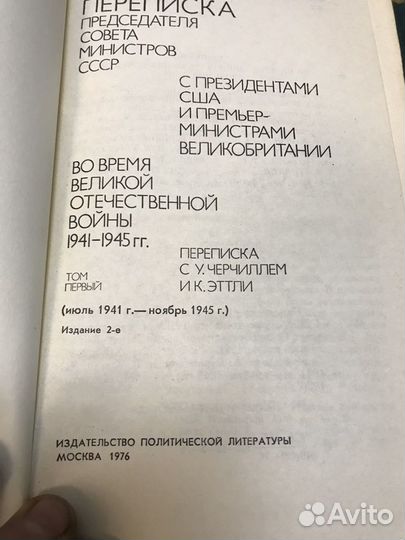 ПЕРЕПИСКА
ПРЕДСЕДАТЕЛЯ
СОВЕТА
МИНИСТРОВ
СССР
С ПРЕЗИДЕНТАМИ
США
И ПРЕМЬЕР-
МИНИСТРАМИ
ВЕЛИКОБРИТАНИИ
ВО ВРЕМЯ
ВЕЛИКОЙ
ОТЕЧЕСТВЕННОЙ
ВОЙНЫ
1941–1945 гг.
ТОМ
ПЕРВЫЙ
ПЕРЕПИСКА
С У. ЧЕРЧИЛЛЕМ
И К. ЭТТЛИ
(июль 1941 г.—ноябрь 1945 г.)
Издание 2-е
ИЗДАТЕЛЬСТВО ПОЛИТИЧЕСКОЙ ЛИТЕРАТУРЫ
МОСКВА 1976
Avito